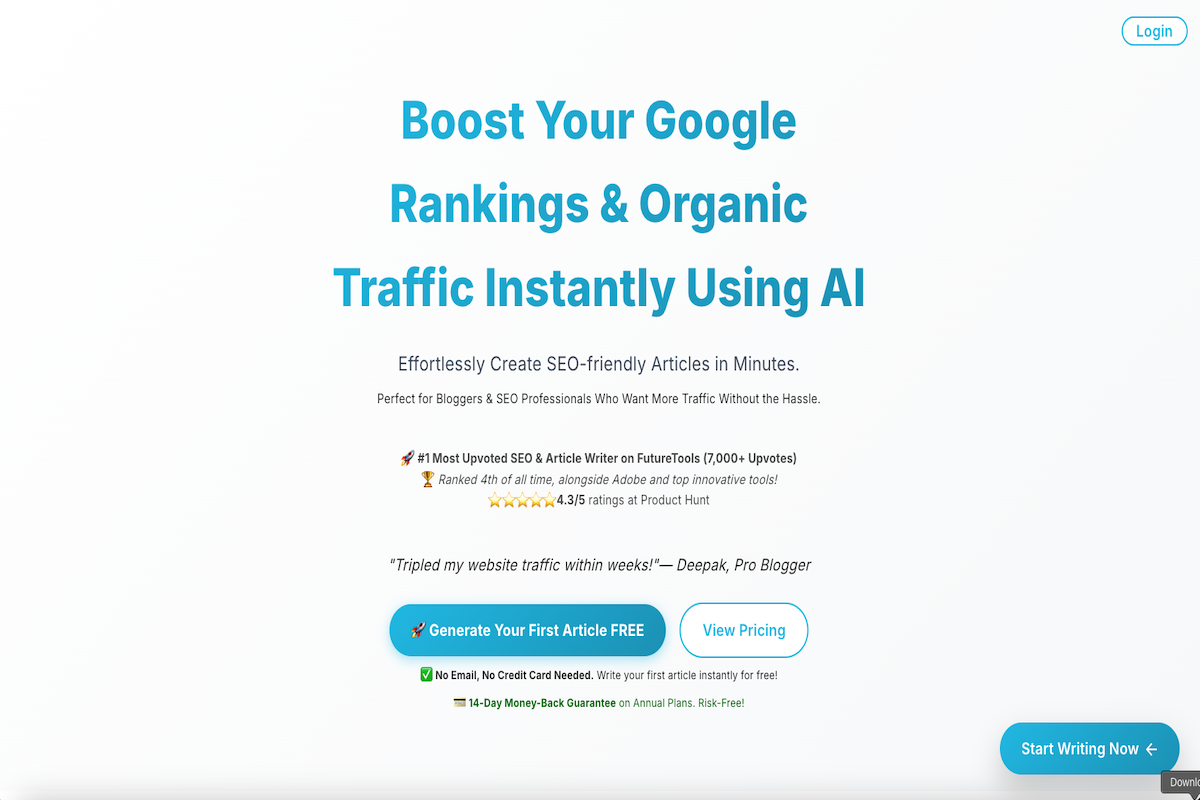 Login
Boost Your Google
Rankings & Organic
Traffic Instantly Using AI
Effortlessly Create SEO-friendly Articles in Minutes.
Perfect for Bloggers & SEO Professionals Who Want More Traffic Without the Hassle.
🚀 #1 Most Upvoted SEO & Article Writer on FutureTools (7,000+ Upvotes)
🏆 Ranked 4th of all time, alongside Adobe and top innovative tools!
⭐⭐⭐⭐⭐4.3/5 ratings at Product Hunt
"Tripled my website traffic within weeks!"— Deepak, Pro Blogger
🚀 Generate Your First Article FREE
View Pricing
✅ No Email, No Credit Card Needed. Write your first article instantly for free!
💳 14-Day Money-Back Guarantee on Annual Plans. Risk-Free!
Start Writing Now ←